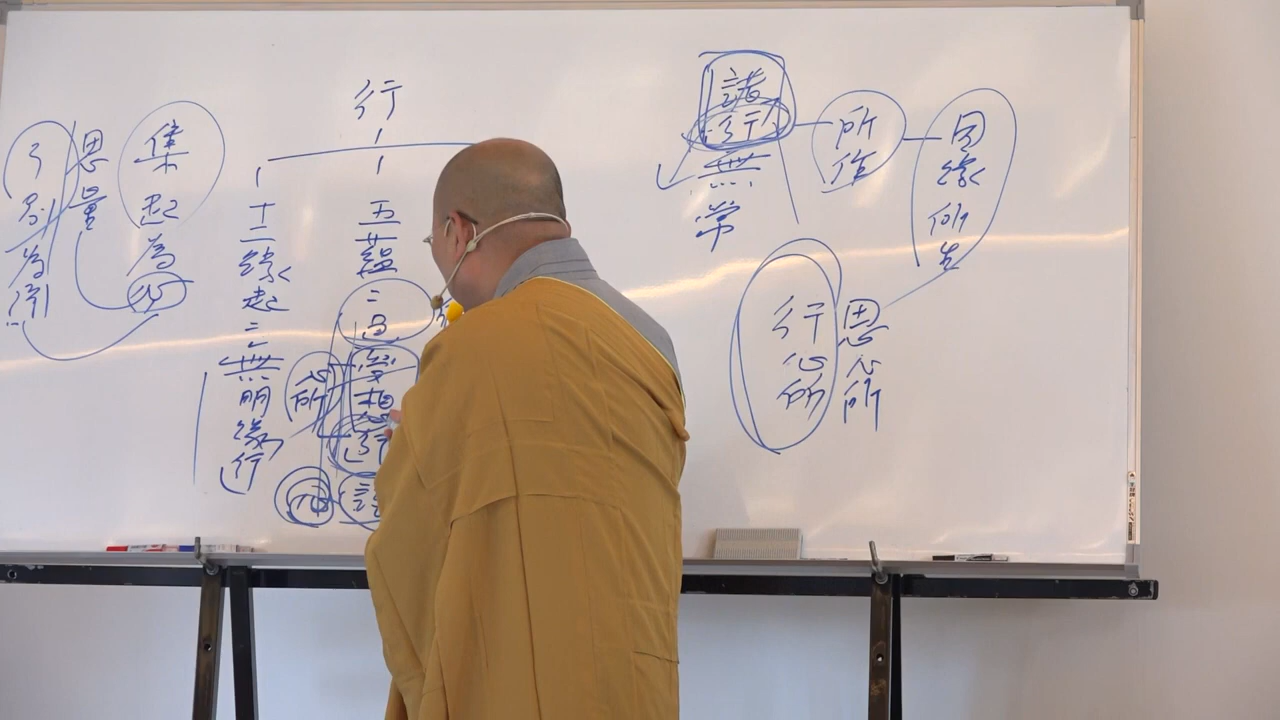 諸行無常
所作
因緣所生
思心所
行心所
行
五蘊
色
受想行
識
心所
心
十二緣起
無明緣行
集起為心
思量
了別為識